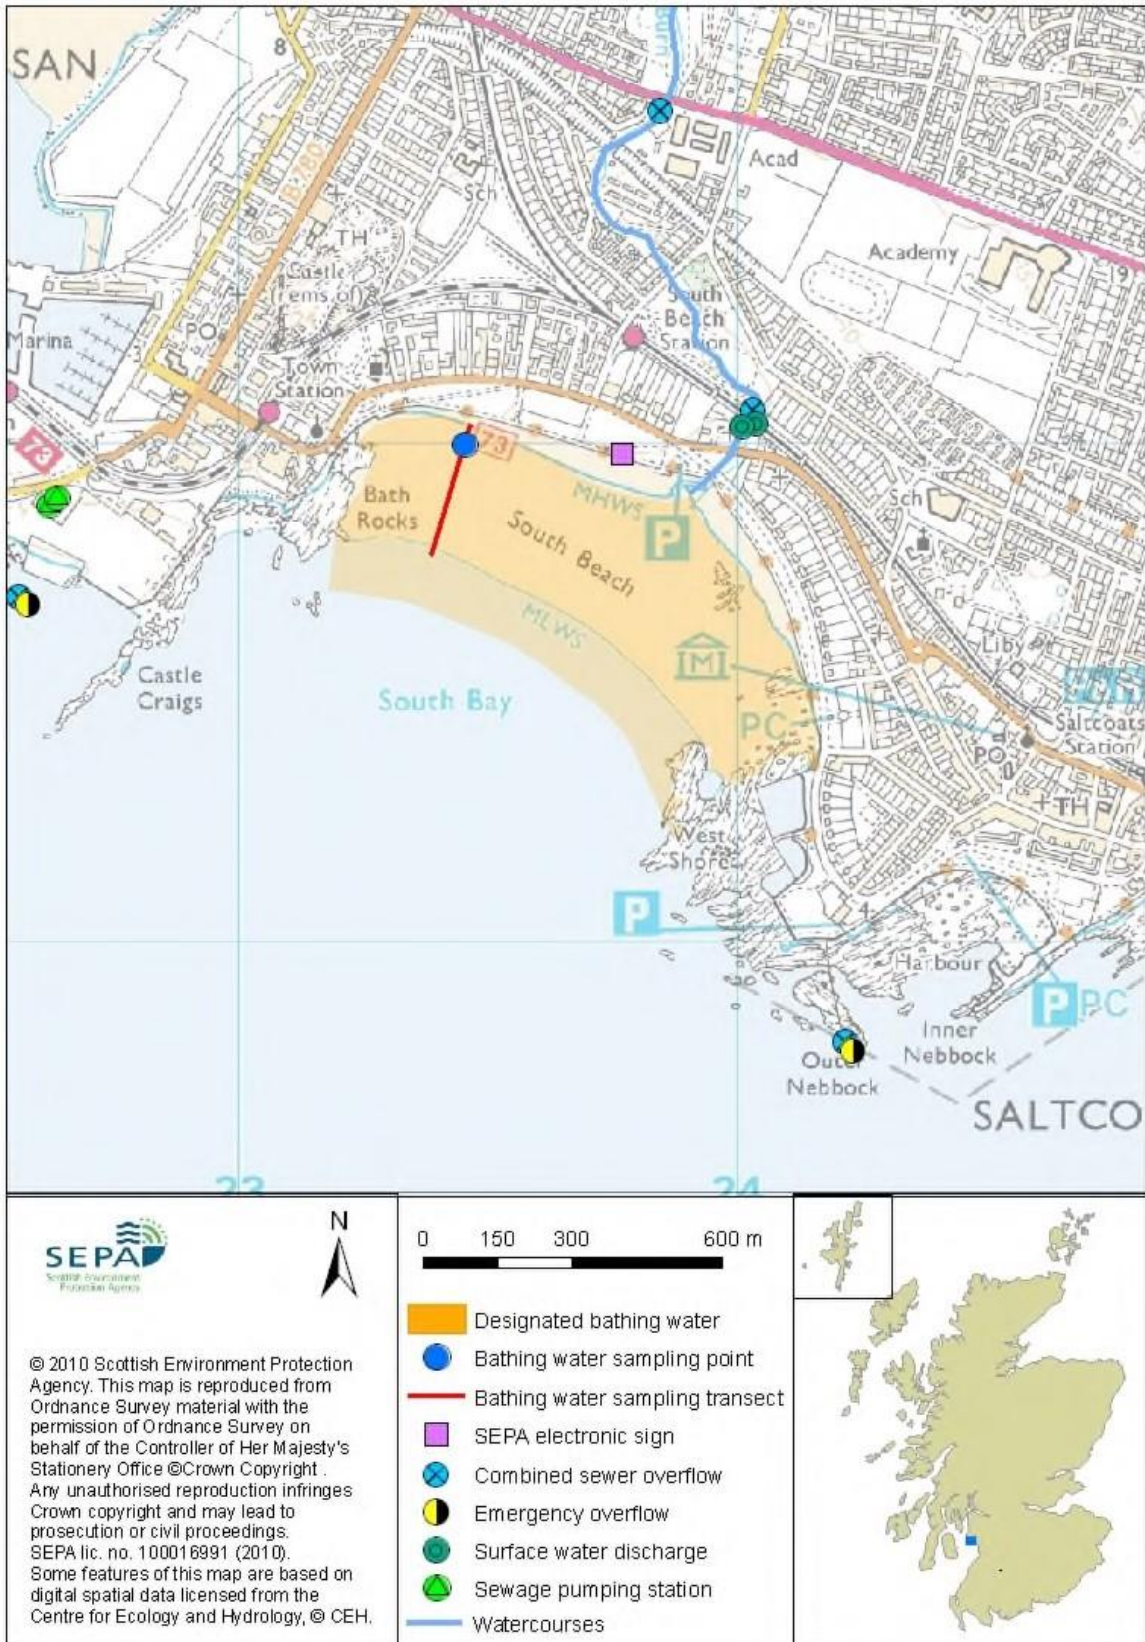 SAN
8
Burn
B 780
Sch
Acad
Academy
19
TH
Castle
(rems of)
Marina
PO
Town
Station
South
Beach
Station
73
73
Bath
Rocks
MHWS
South Beach
P
Sch
MLWS
M
Liby
Castle
Craigs
South Bay
PC
Saltcoats
Station
PO
TH
West
Shore
P
4
Harbour
P PC
Inner
Nebbock
Outer
Nebbock
SALTCO
23
24
SEPA
Scottish Environment
Protection Agency
N
0 150 300 600 m
Designated bathing water
Bathing water sampling point
Bathing water sampling transect
SEPA electronic sign
Combined sewer overflow
Emergency overflow
Surface water discharge
Sewage pumping station
Watercourses
© 2010 Scottish Environment Protection
Agency. This map is reproduced from
Ordnance Survey material with the
permission of Ordnance Survey on
behalf of the Controller of Her Majesty's
Stationery Office ©Crown Copyright .
Any unauthorised reproduction infringes
Crown copyright and may lead to
prosecution or civil proceedings.
SEPA lic. no. 100016991 (2010).
Some features of this map are based on
digital spatial data licensed from the
Centre for Ecology and Hydrology, © CEH.